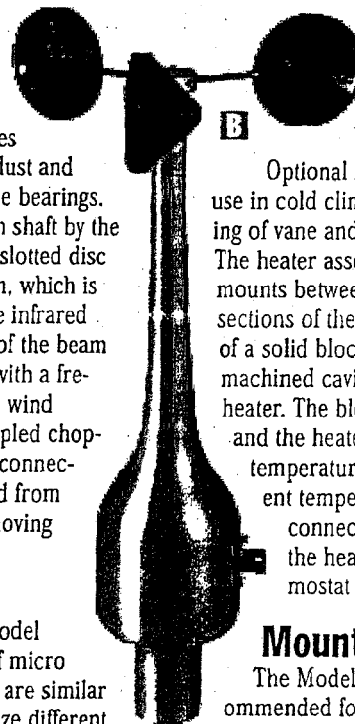 es
dust and
e bearings.
n shaft by the
slotted disc
n, which is
e infrared
of the beam
with a fre-
wind
pled chop-
connec-
d from
oving
odel
f micro
are similar
ze different
B
Optional
use in cold clin
ing of vane and
The heater asse
mounts between
sections of the
of a solid bloc
machined cavi
heater. The blo
and the heate
temperatur
ent tempe
connec
the hea
mostat
Mount
The Model
ommended fo